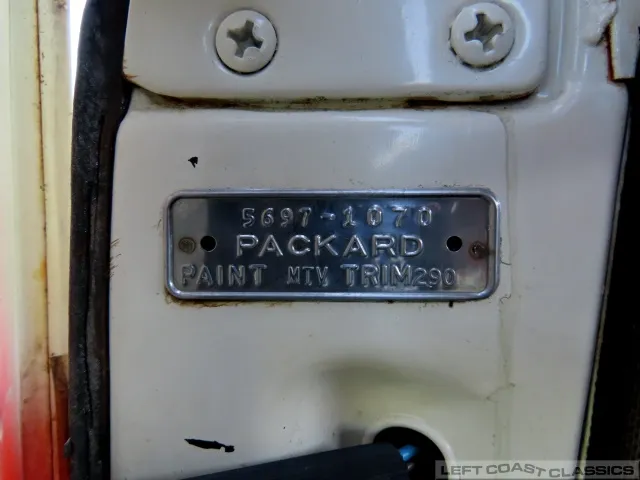 5697-1070
PACKARD
PAINT MTV TRIM290
LEFT COAST CLASSICS